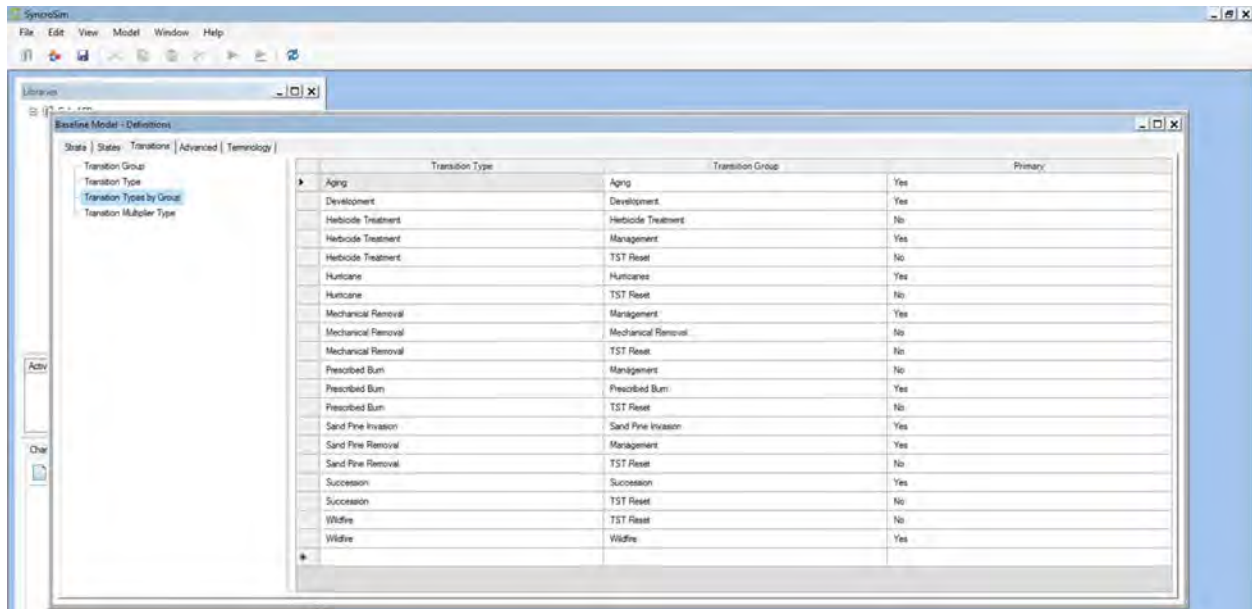 SyncroSim
File Edit View Model Window Help
Libraries
Baseline Model - Definitions
Strata | States Transitions | Advanced | Terminology |
Transition Group
Transition Type
Transition Types by Group
Transition Multiplier Type
Transition Type Transition Group Primary
Aging Aging Yes
Development Development Yes
Herbicide Treatment Herbicide Treatment No
Herbicide Treatment Management Yes
Herbicide Treatment TST Reset No
Hurricane Hurricanes Yes
Hurricane TST Reset No
Mechanical Removal Management Yes
Mechanical Removal Mechanical Removal No
Mechanical Removal TST Reset No
Prescribed Burn Management No
Prescribed Burn Prescribed Burn Yes
Prescribed Burn TST Reset No
Sand Pine Invasion Sand Pine Invasion Yes
Sand Pine Removal Management Yes
Sand Pine Removal TST Reset No
Succession Succession Yes
Succession TST Reset No
Wildfire TST Reset No
Wildfire Wildfire Yes
Activ
Char